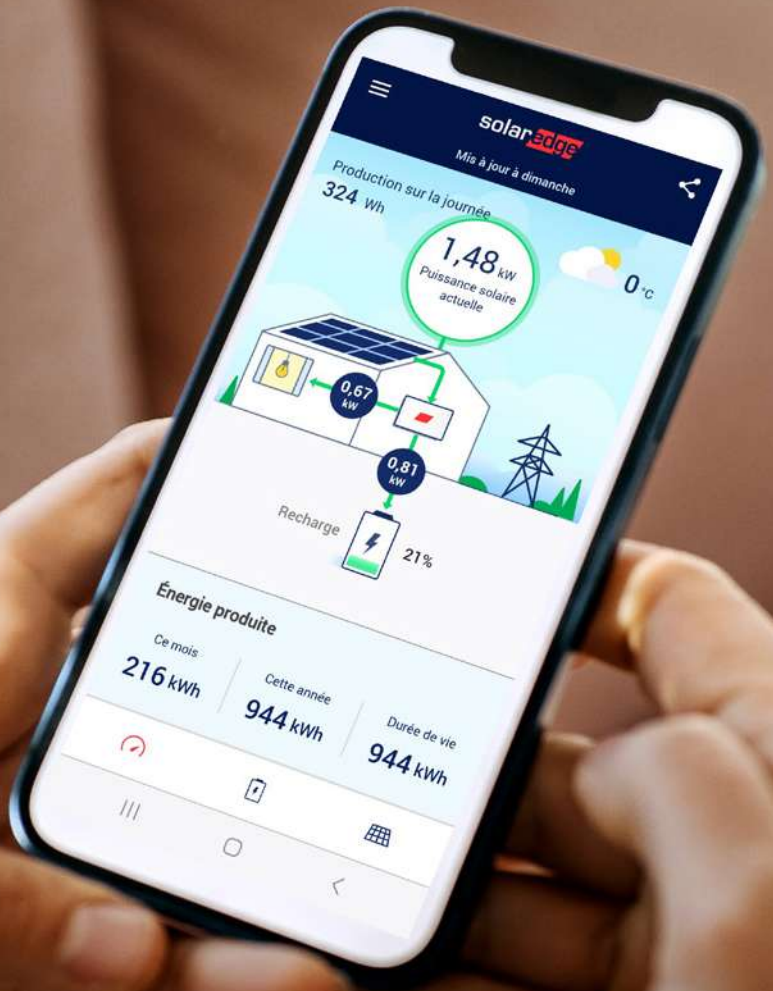 solaredge
Mis à jour à dimanche
Production sur la journée
324 Wh
1,48 kW
Puissance solaire
actuelle
0 °C
0,67
kW
0,81
kW
Recharge
21%
Énergie produite
Ce mois
216 kWh
Cette année
944 kWh
Durée de vie
944 kWh